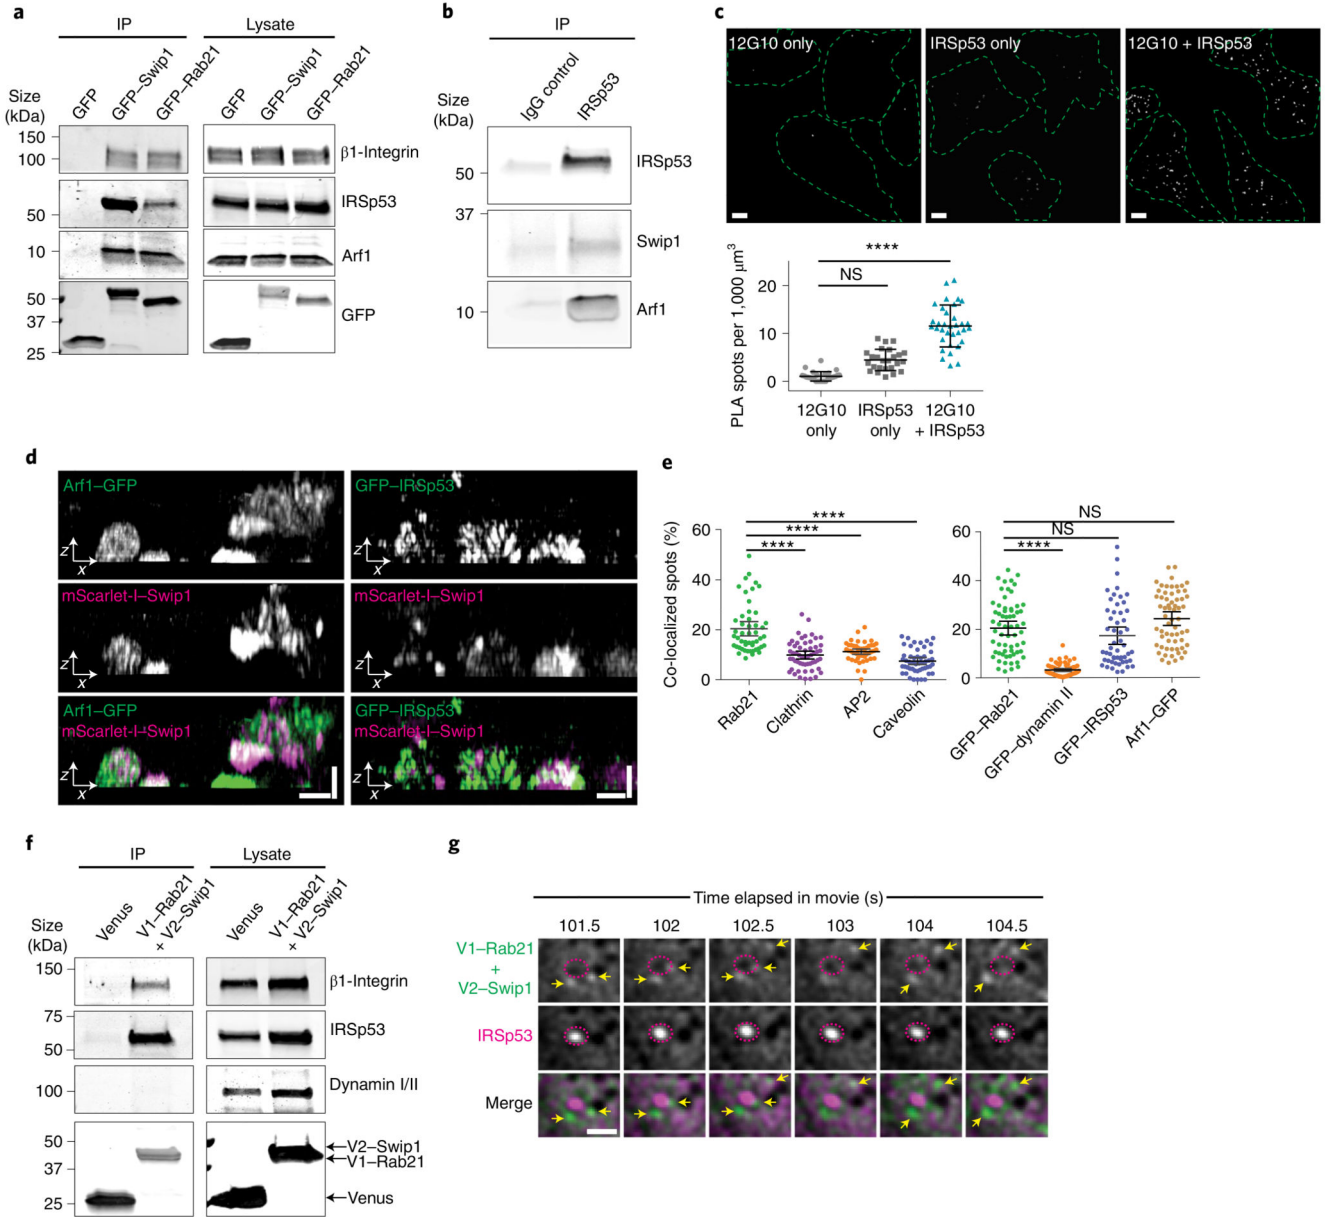 a
IP
Lysate
Size
(kDa)
GFP
GFP–Swip1
GFP–Rab21
GFP
GFP–Swip1
GFP–Rab21
150
100
β1-Integrin
50
IRSp53
10
Arf1
50
37
25
GFP
b
IP
Size
(kDa)
IgG control
IRSp53
50
IRSp53
37
Swip1
10
Arf1
c
12G10 only
IRSp53 only
12G10 + IRSp53
PLA spots per 1,000 μm³
****
NS
20
10
0
12G10
only
IRSp53
only
12G10
+ IRSp53
d
Arf1–GFP
z
x
GFP–IRSp53
z
x
mScarlet-I–Swip1
z
x
mScarlet-I–Swip1
z
x
Arf1–GFP
mScarlet-I–Swip1
z
x
GFP–IRSp53
mScarlet-I–Swip1
z
x
e
Co-localized spots (%)
60
40
20
0
****
****
****
Rab21
Clathrin
AP2
Caveolin
60
40
20
0
NS
NS
****
GFP–Rab21
GFP–dynamin II
GFP–IRSp53
Arf1–GFP
f
IP
Lysate
Size
(kDa)
Venus
V1–Rab21
+ V2–Swip1
Venus
V1–Rab21
+ V2–Swip1
150
β1-Integrin
75
50
IRSp53
100
Dynamin I/II
50
37
25
V2–Swip1
V1–Rab21
Venus
g
Time elapsed in movie (s)
101.5
102
102.5
103
104
104.5
V1–Rab21
+
V2–Swip1
IRSp53
Merge